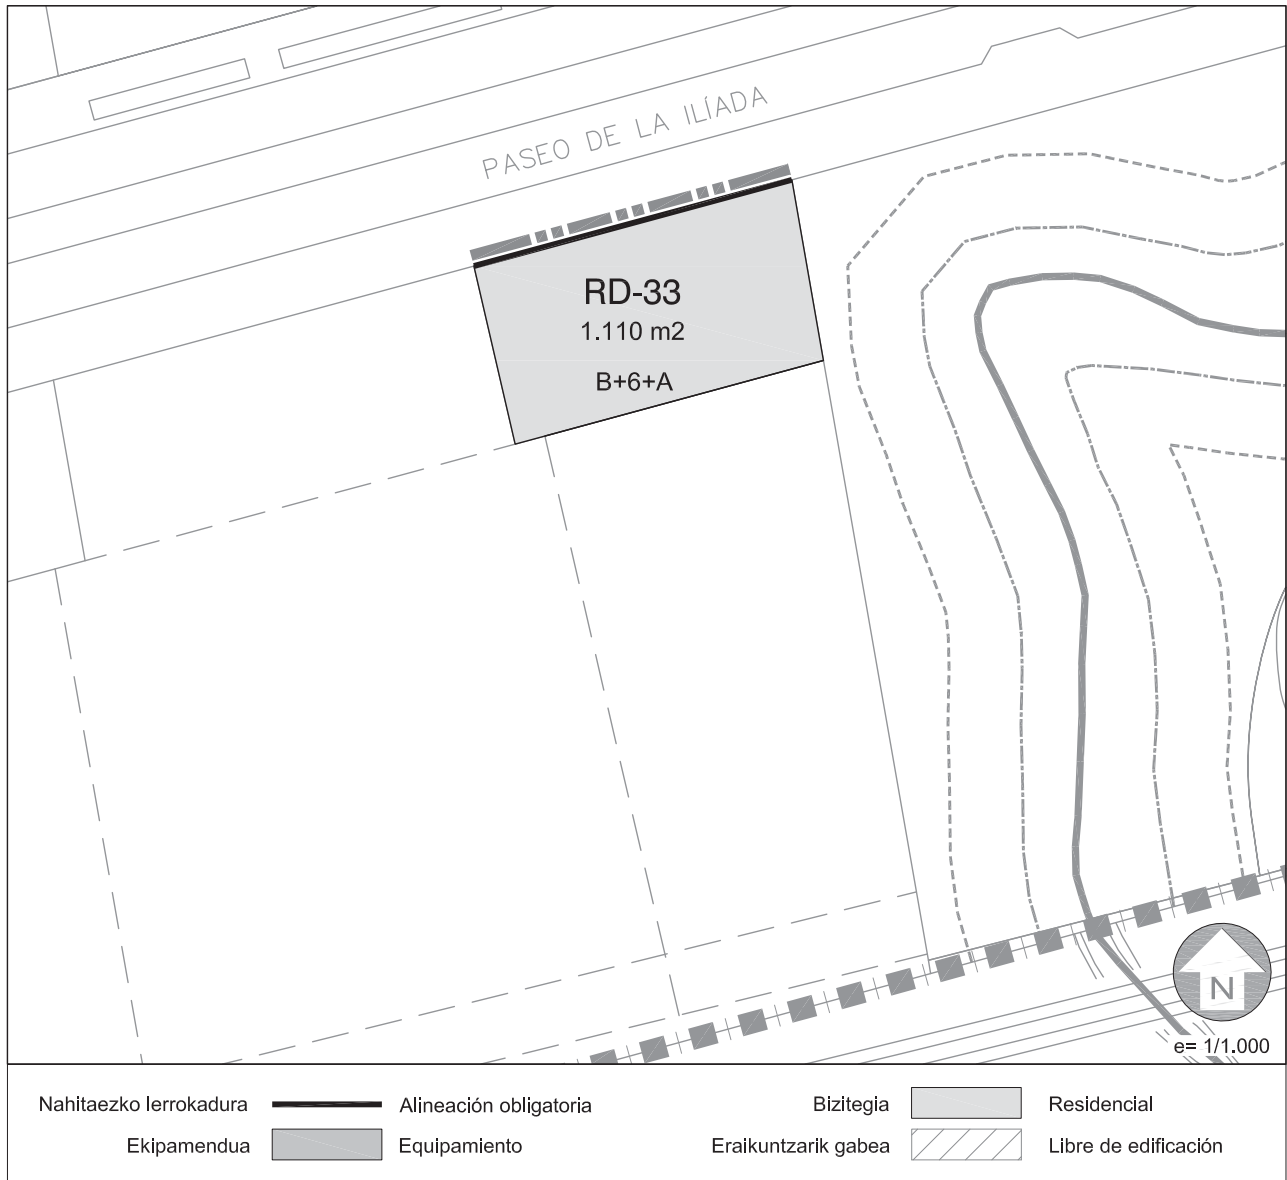 PASEO DE LA ILÍADA
RD-33
1.110 m2
B+6+A
N
e= 1/1.000
Nahitaezko lerrokadura Alineación obligatoria Bizitegia Residencial
Ekipamendua Equipamiento Eraikuntzarik gabea Libre de edificación